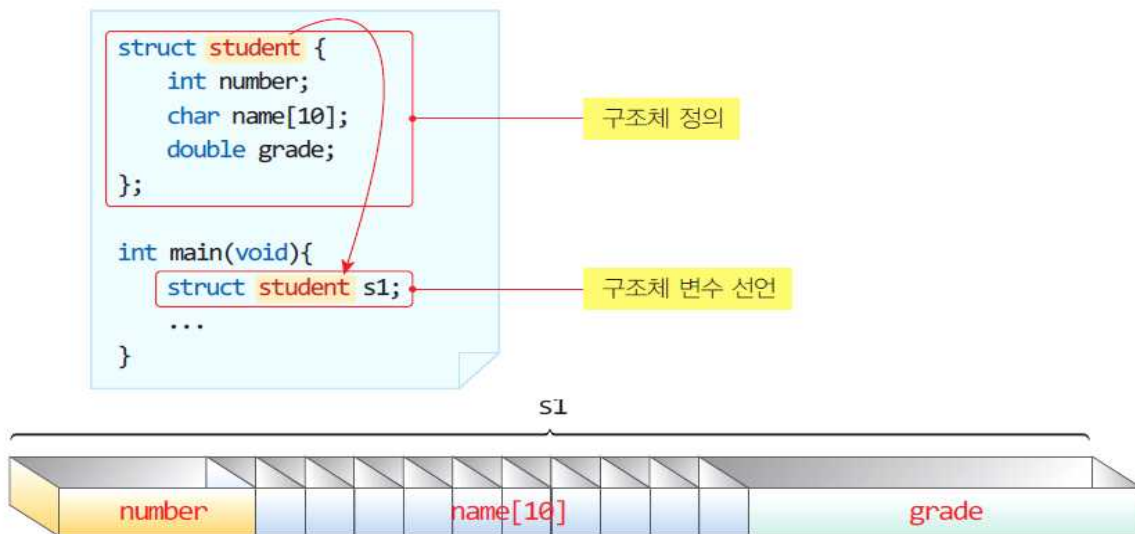 struct student {
int number;
char name[10];
double grade;
};
구조체 정의
int main(void){
struct student s1;
구조체 변수 선언
...
}
s1
number name[10] grade